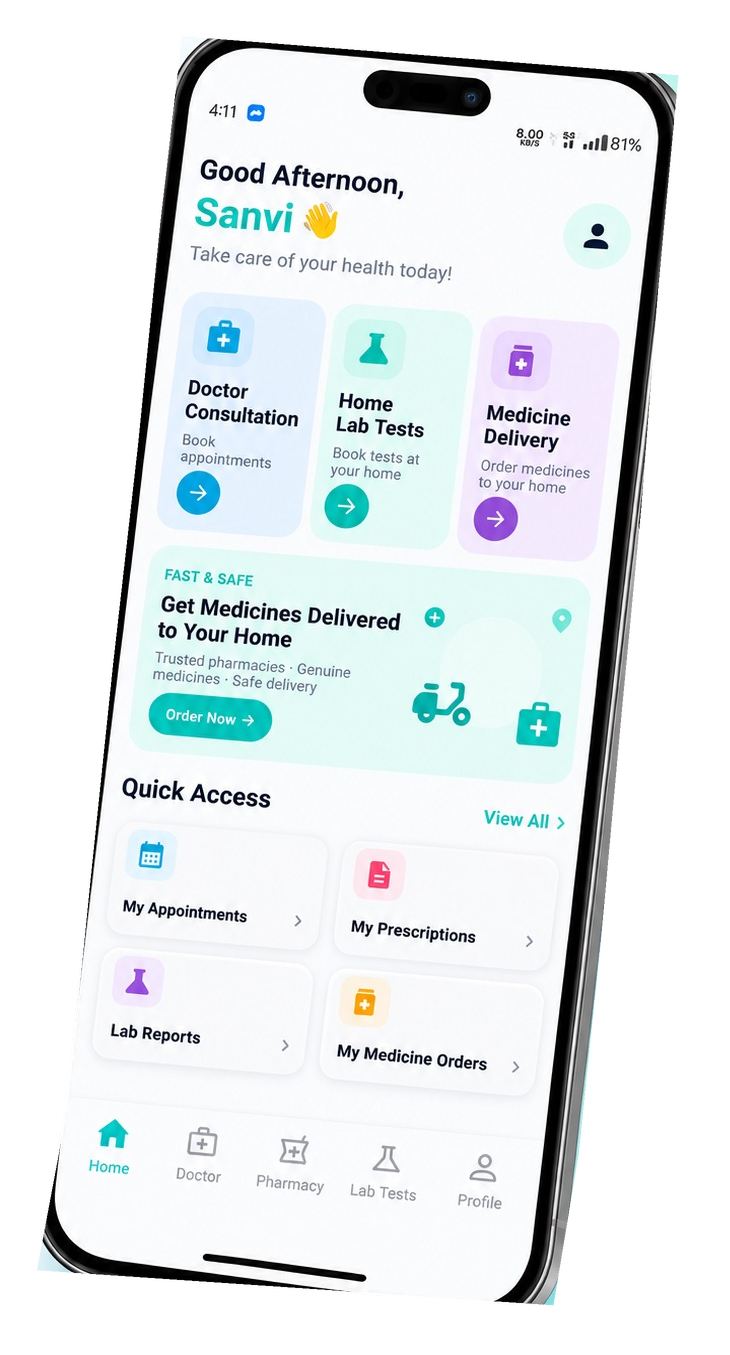 4:11
8.00 KB/S
81%
Good Afternoon,
Sanvi 👋
Take care of your health today!
Doctor
Consultation
Book
appointments
Home
Lab Tests
Book tests at
your home
Medicine
Delivery
Order medicines
to your home
FAST & SAFE
Get Medicines Delivered
to Your Home
Trusted pharmacies · Genuine
medicines · Safe delivery
Order Now →
Quick Access
View All >
My Appointments
My Prescriptions
Lab Reports
My Medicine Orders
Home
Doctor
Pharmacy
Lab Tests
Profile